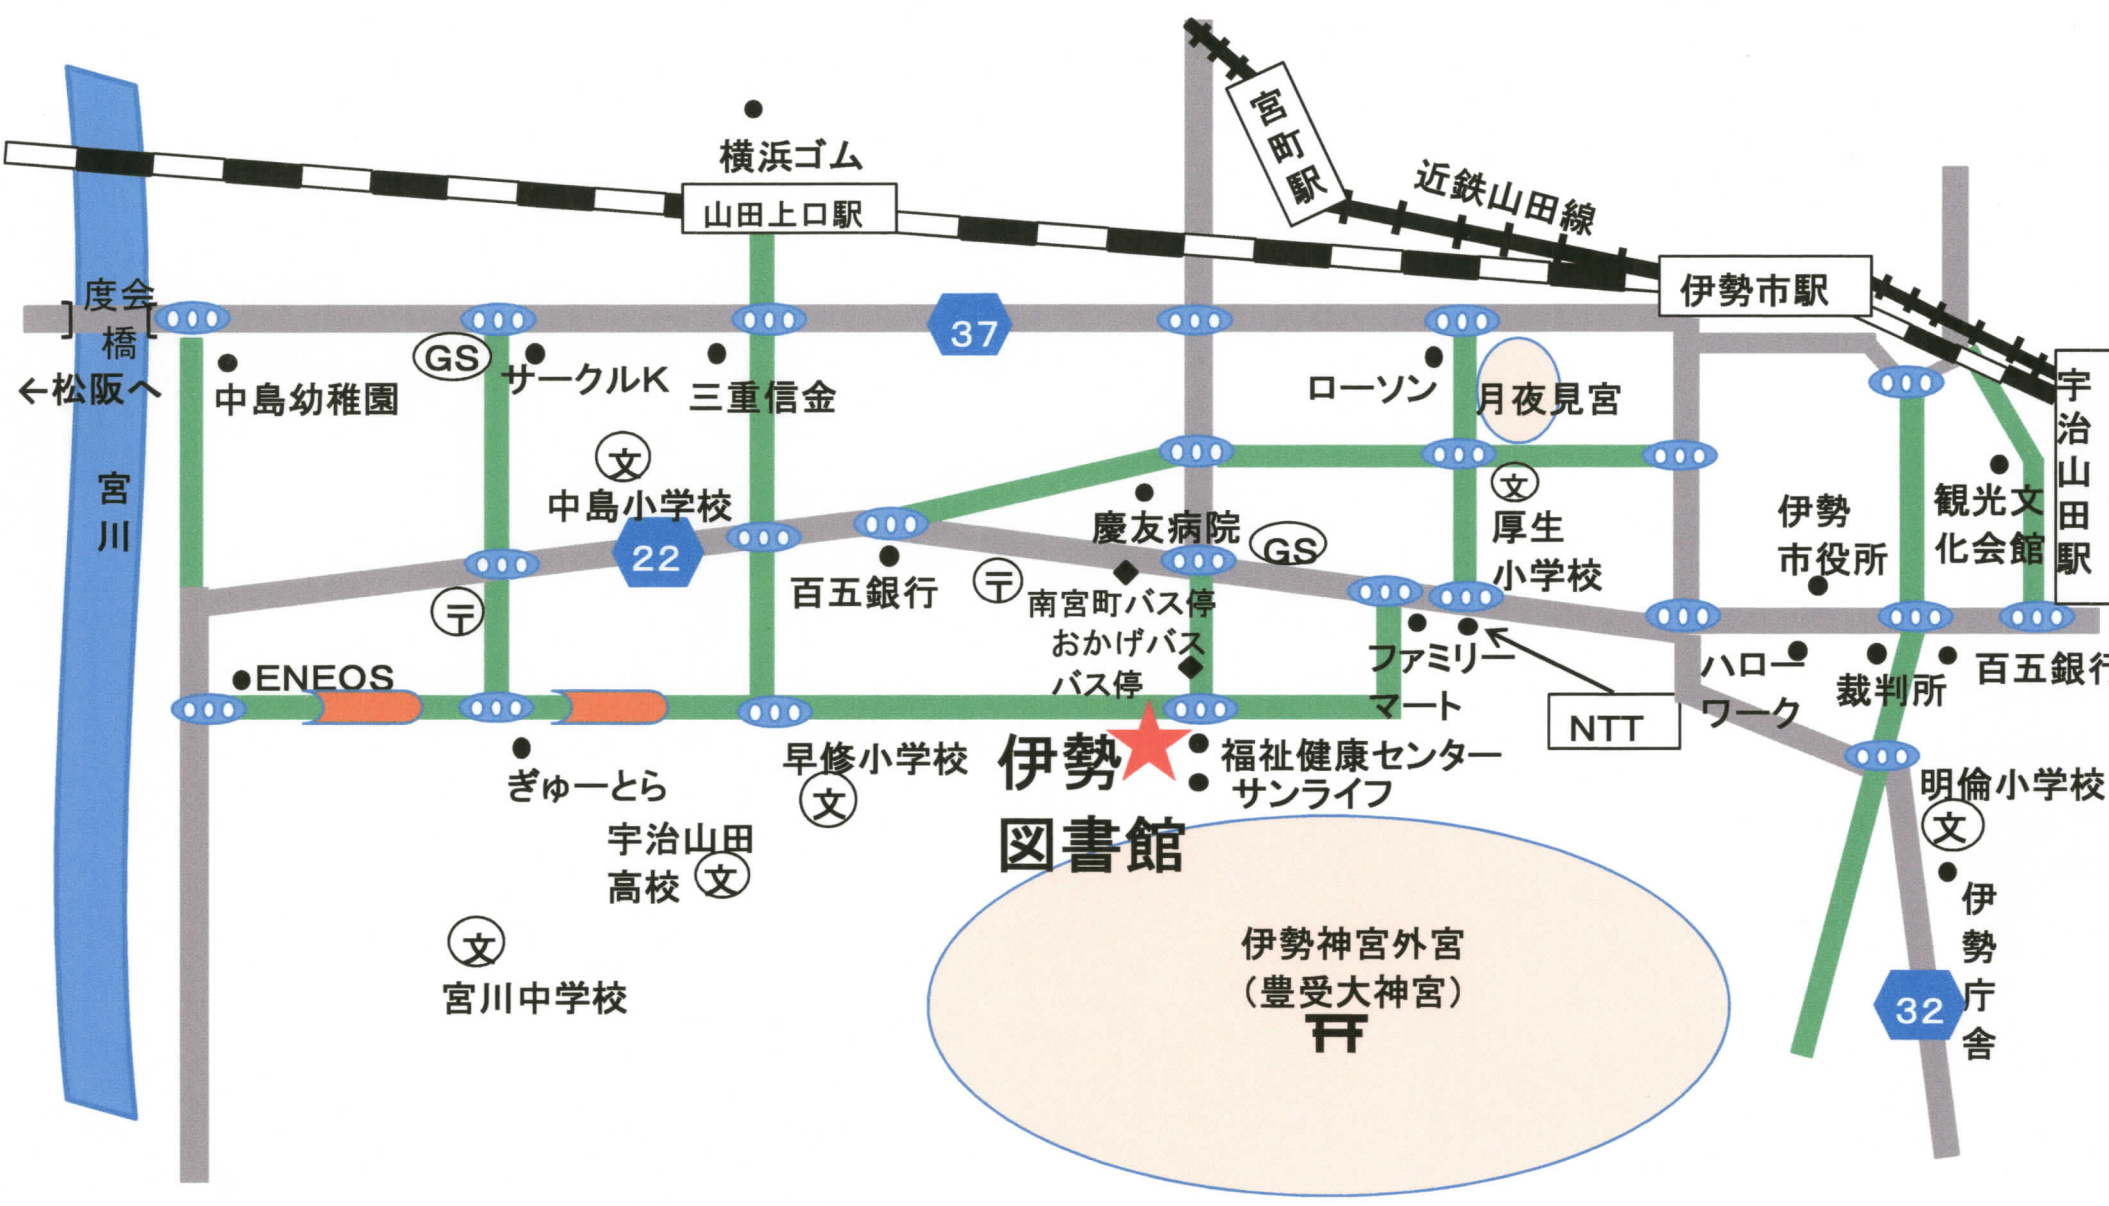 宮町駅
横浜ゴム
近鉄山田線
山田上口駅
伊勢市駅
度会
橋
37
←松阪へ
中島幼稚園
GS
サークルK
三重信金
ローソン
月夜見宮
宇治山田駅
宮川
文
中島小学校
22
慶友病院
GS
文
厚生
小学校
伊勢
市役所
観光文
化会館
百五銀行
〒
南宮町バス停
おかげバス
バス停
〒
ENEOS
ファミリー
マート
NTT
ハロー
ワーク
裁判所
百五銀行
ぎゅーとら
早修小学校
文
伊勢
図書館
福祉健康センター
サンライフ
明倫小学校
文
宇治山田
高校
文
文
宮川中学校
伊勢神宮外宮
（豊受大神宮）
伊勢庁舎
32